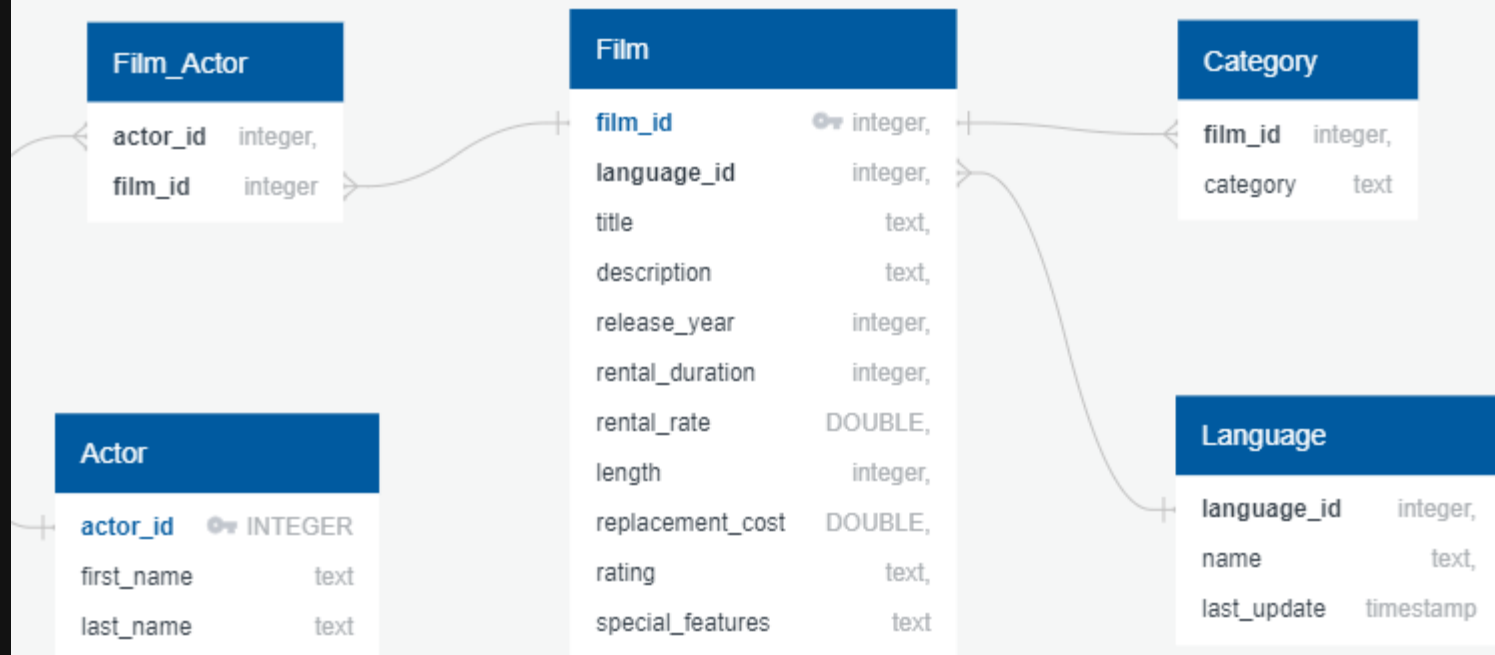 Film_Actor
actor_id integer,
film_id integer
Film
film_id integer,
language_id integer,
title text,
description text,
release_year integer,
rental_duration integer,
rental_rate DOUBLE,
length integer,
replacement_cost DOUBLE,
rating text,
special_features text
Category
film_id integer,
category text
Actor
actor_id INTEGER
first_name text
last_name text
Language
language_id integer,
name text,
last_update timestamp